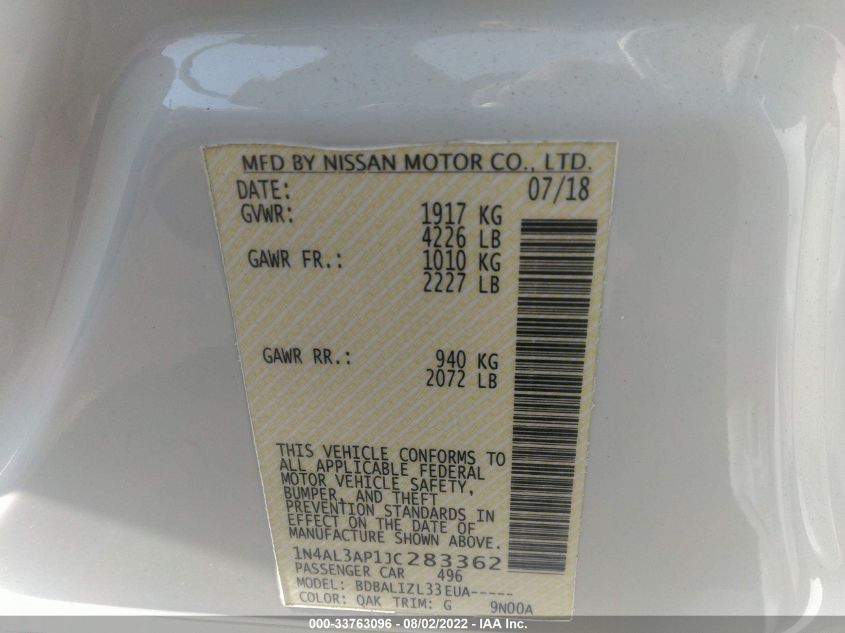 MFD BY NISSAN MOTOR CO., LTD.
DATE: 07/18
GVWR: 1917 KG
4226 LB
GAWR FR.: 1010 KG
2227 LB
GAWR RR.: 940 KG
2072 LB
THIS VEHICLE CONFORMS TO
ALL APPLICABLE FEDERAL
MOTOR VEHICLE SAFETY,
BUMPER, AND THEFT
PREVENTION STANDARDS IN
EFFECT ON THE DATE OF
MANUFACTURE SHOWN ABOVE.
1N4AL3AP1JC283362
PASSENGER CAR 496
MODEL: BDBALIZL33EUA-----
COLOR: QAK TRIM: G 9N00A
000-33763096 - 08/02/2022 - IAA Inc.